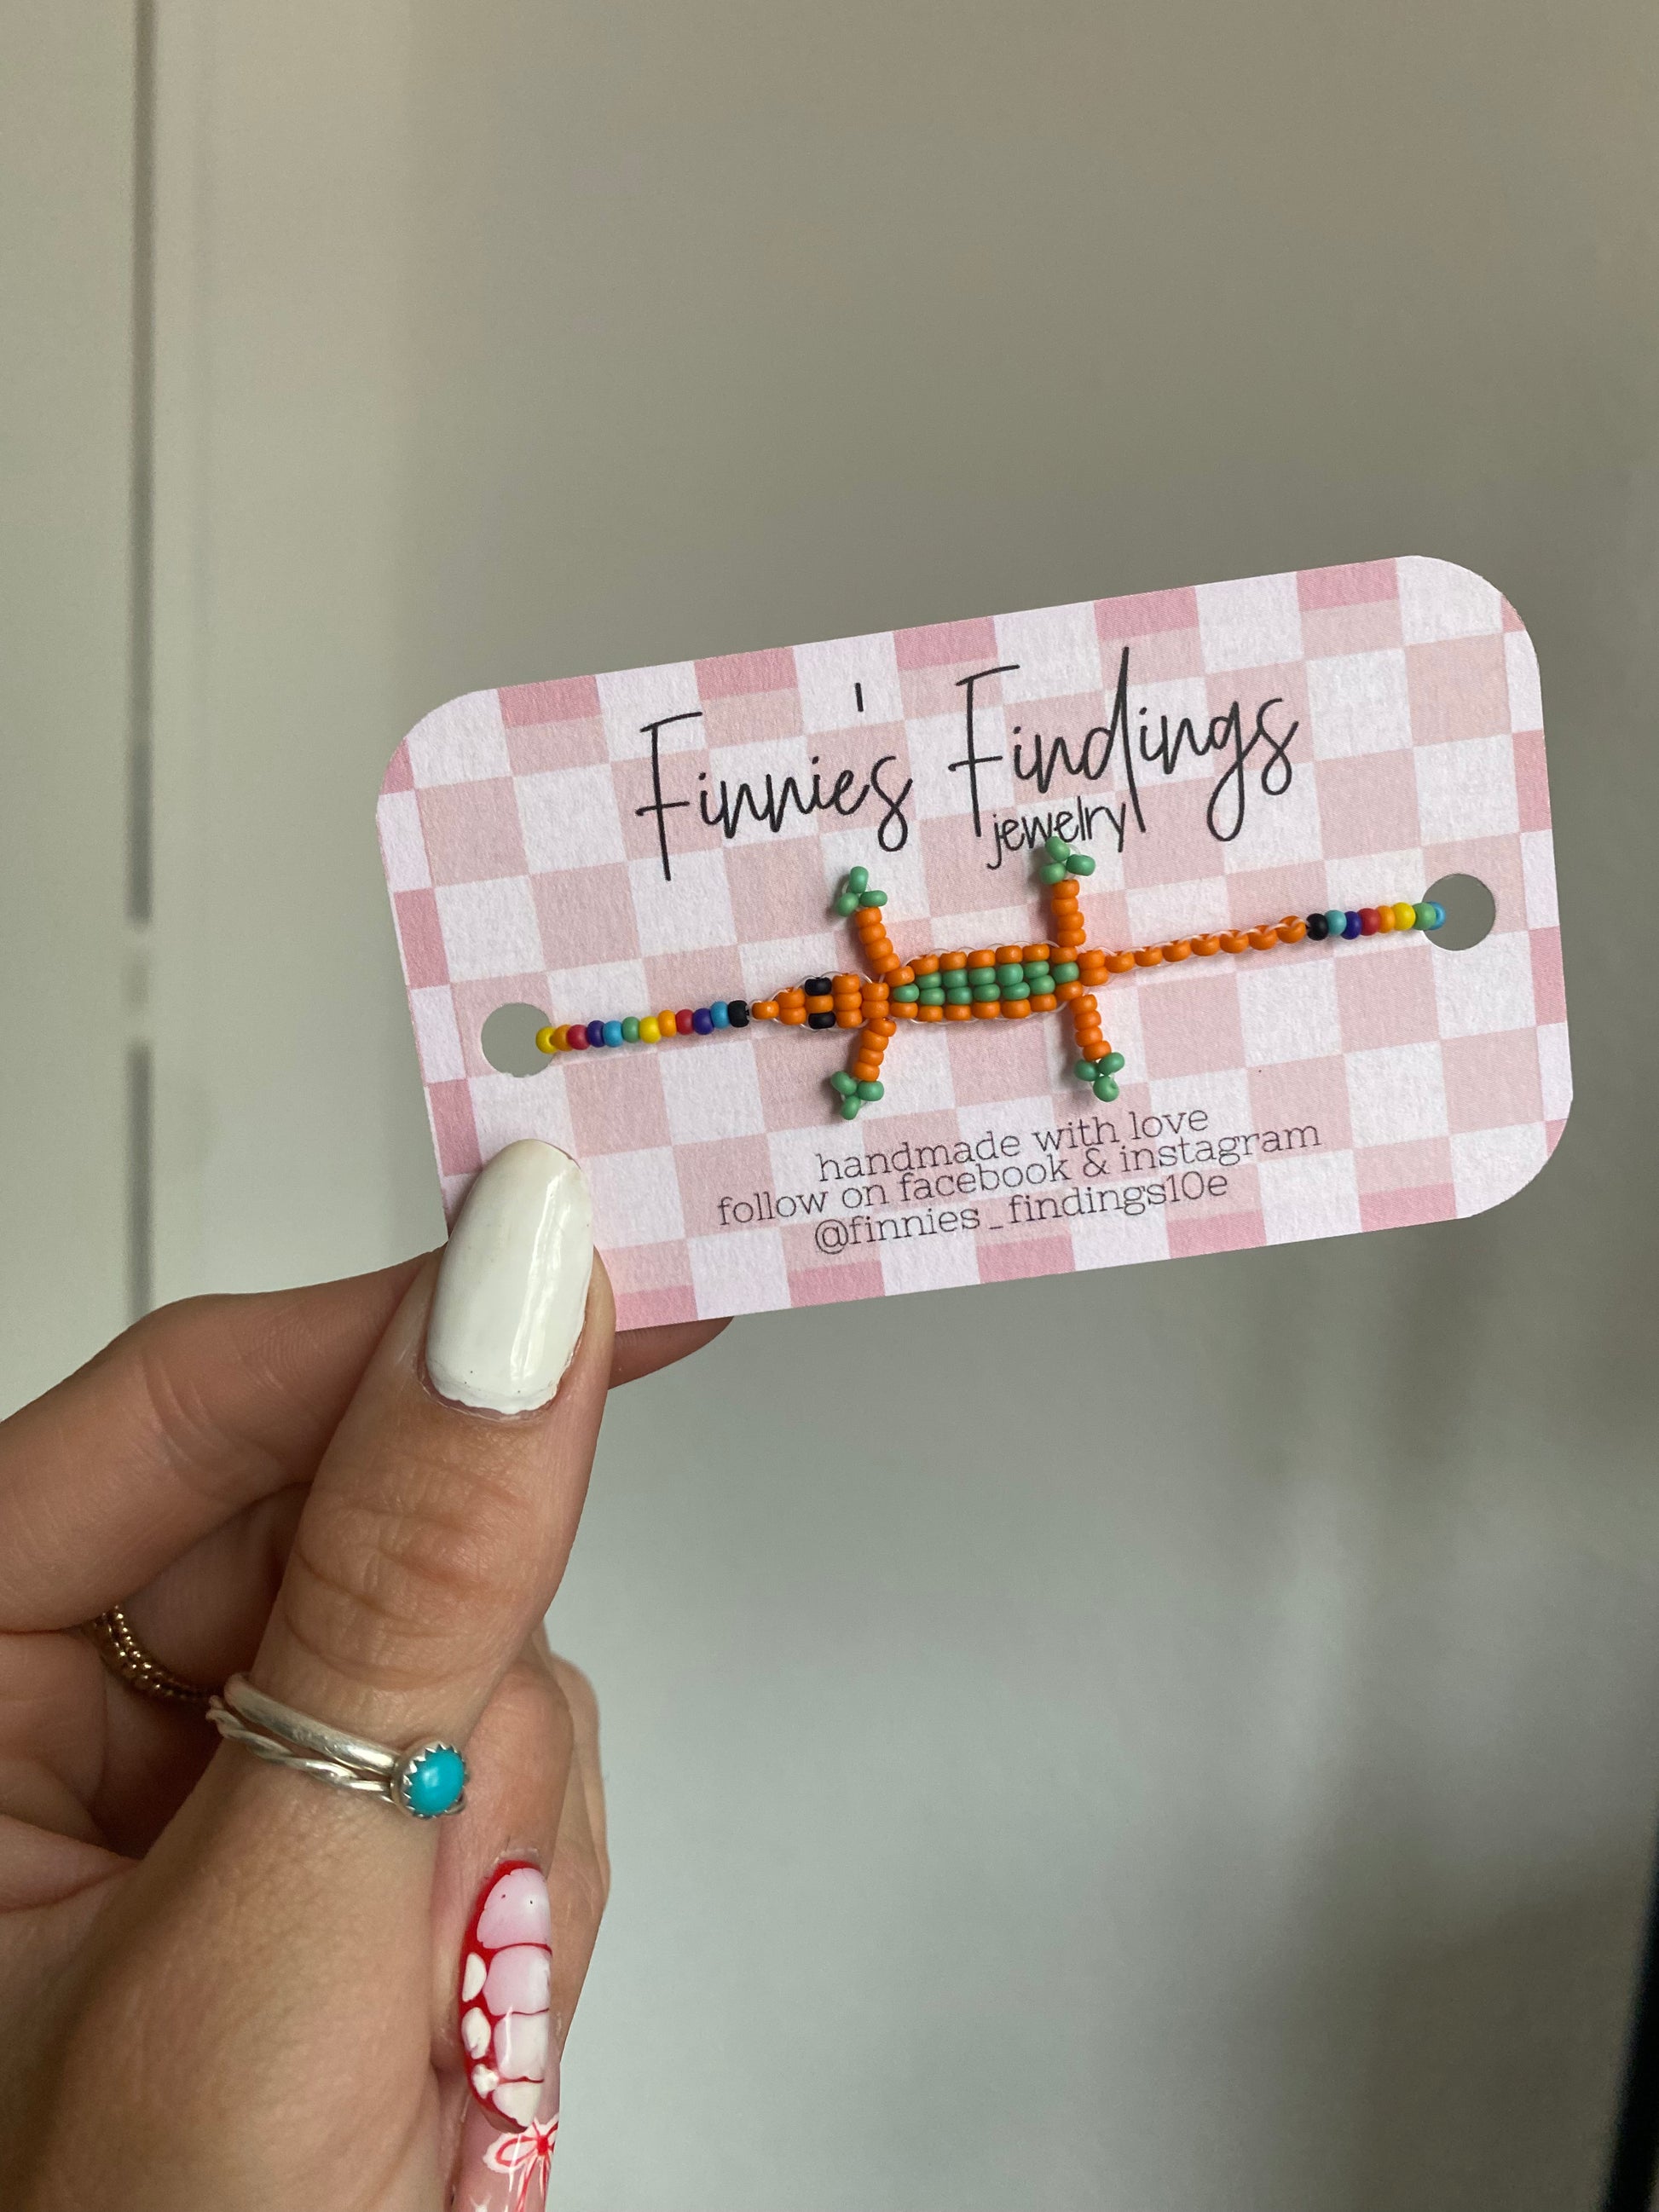 Finnie's Findings
jewelry
handmade with love
follow on facebook & instagram
@finnies_findings10e